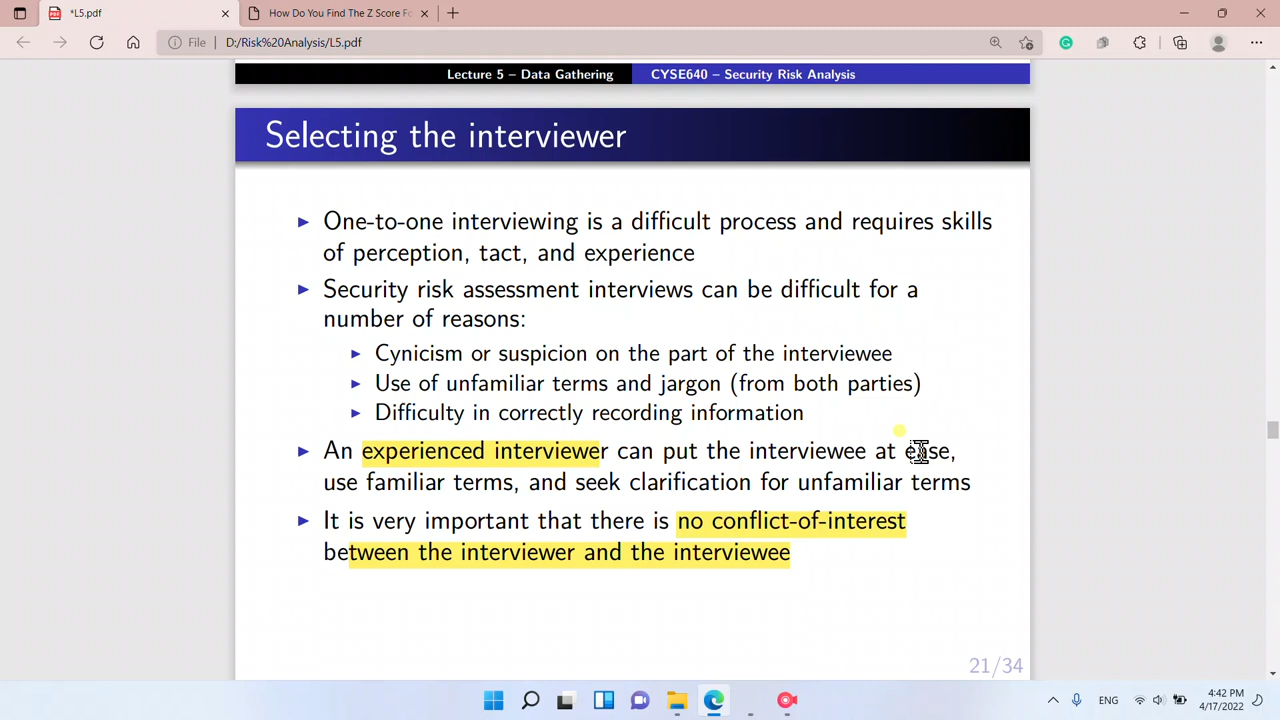 *L5.pdf
How Do You Find The Z Score Fo
File
D:/Risk%20Analysis/L5.pdf
Lecture 5 – Data Gathering
CYSE640 – Security Risk Analysis
Selecting the interviewer
One-to-one interviewing is a difficult process and requires skills
of perception, tact, and experience
Security risk assessment interviews can be difficult for a
number of reasons:
Cynicism or suspicion on the part of the interviewee
Use of unfamiliar terms and jargon (from both parties)
Difficulty in correctly recording information
An experienced interviewer can put the interviewee at ease,
use familiar terms, and seek clarification for unfamiliar terms
It is very important that there is no conflict-of-interest
between the interviewer and the interviewee
21/34
ENG
4:42 PM
4/17/2022